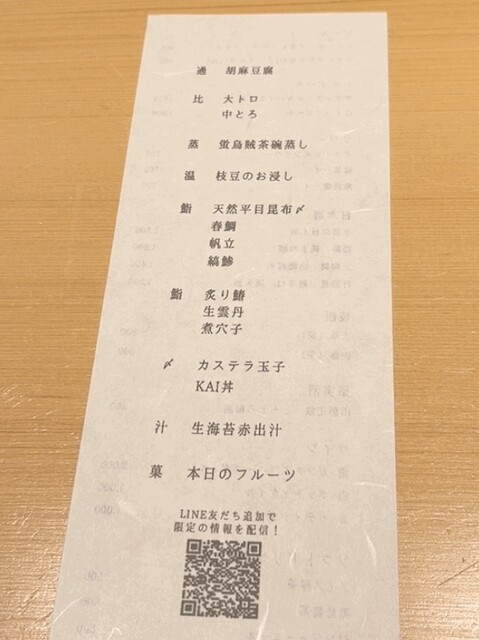 通 胡麻豆腐
比 大トロ
中とろ
蒸 蛍烏賊茶碗蒸し
温 枝豆のお浸し
鮨 天然平目昆布〆
春鯛
帆立
縞鯵
鮨 炙り鰆
生雲丹
煮穴子
〆 カステラ玉子
KAI丼
汁 生海苔赤出汁
菓 本日のフルーツ
LINE友だち追加で
限定の情報を配信！